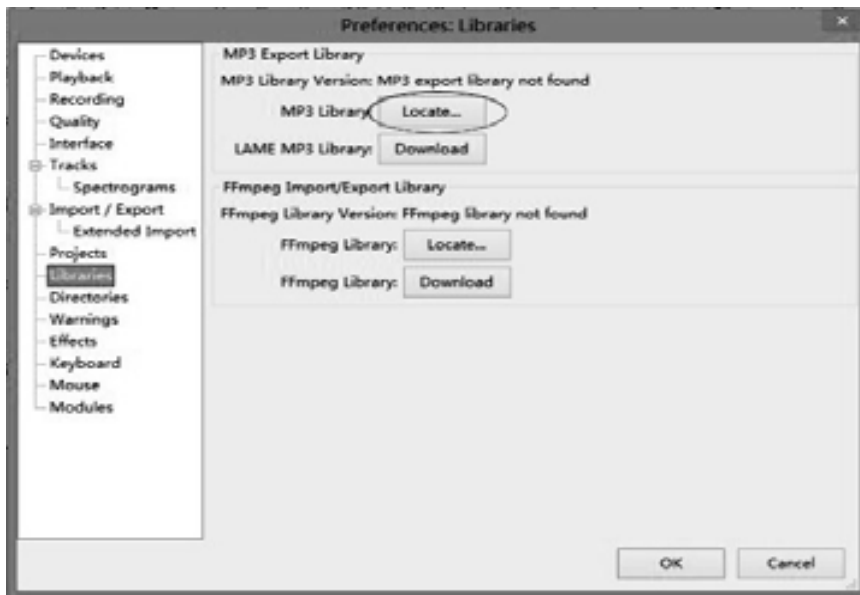 Preferences: Libraries
Devices
Playback
Recording
Quality
Interface
Tracks
Spectrograms
Import / Export
Extended Import
Projects
Libraries
Directories
Warnings
Effects
Keyboard
Mouse
Modules
MP3 Export Library
MP3 Library Version: MP3 export library not found
MP3 Library Locate...
LAME MP3 Library: Download
FFmpeg Import/Export Library
FFmpeg Library Version: FFmpeg library not found
FFmpeg Library: Locate...
FFmpeg Library: Download
OK Cancel